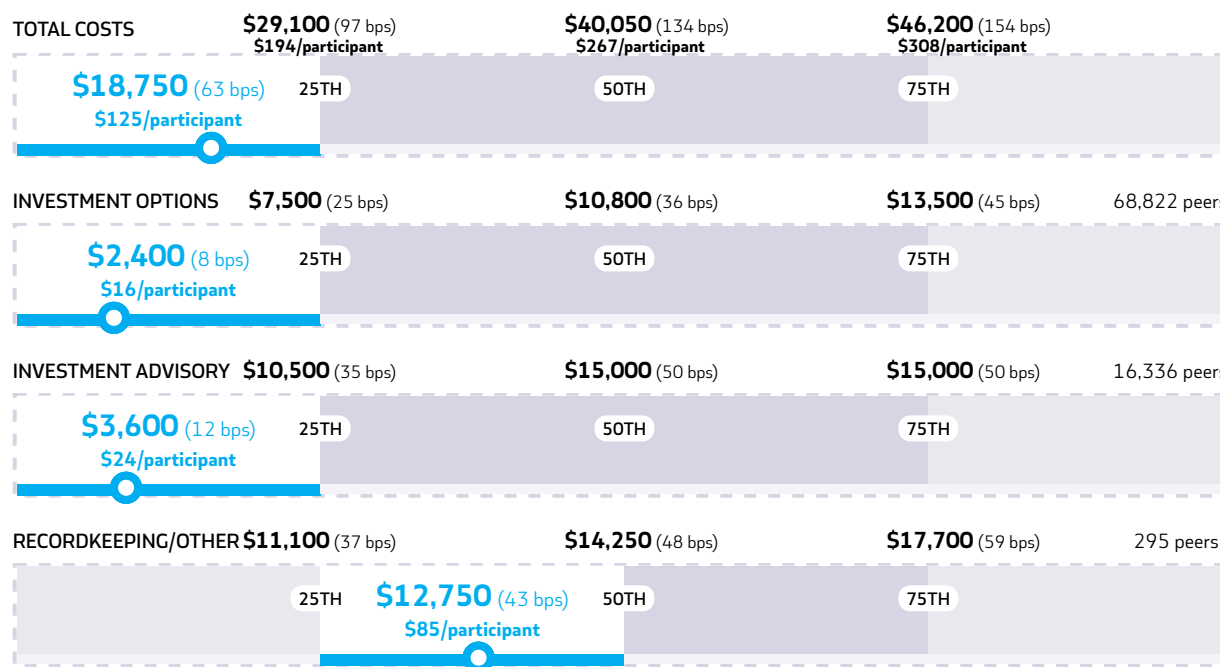 TOTAL COSTS $29,100 (97 bps) $40,050 (134 bps) $46,200 (154 bps)
$194/participant $267/participant $308/participant
$18,750 (63 bps) 25TH 50TH 75TH
$125/participant
INVESTMENT OPTIONS $7,500 (25 bps) $10,800 (36 bps) $13,500 (45 bps) 68,822 peers
$2,400 (8 bps) 25TH 50TH 75TH
$16/participant
INVESTMENT ADVISORY $10,500 (35 bps) $15,000 (50 bps) $15,000 (50 bps) 16,336 peers
$3,600 (12 bps) 25TH 50TH 75TH
$24/participant
RECORDKEEPING/OTHER $11,100 (37 bps) $14,250 (48 bps) $17,700 (59 bps) 295 peers
25TH $12,750 (43 bps) 50TH 75TH
$85/participant